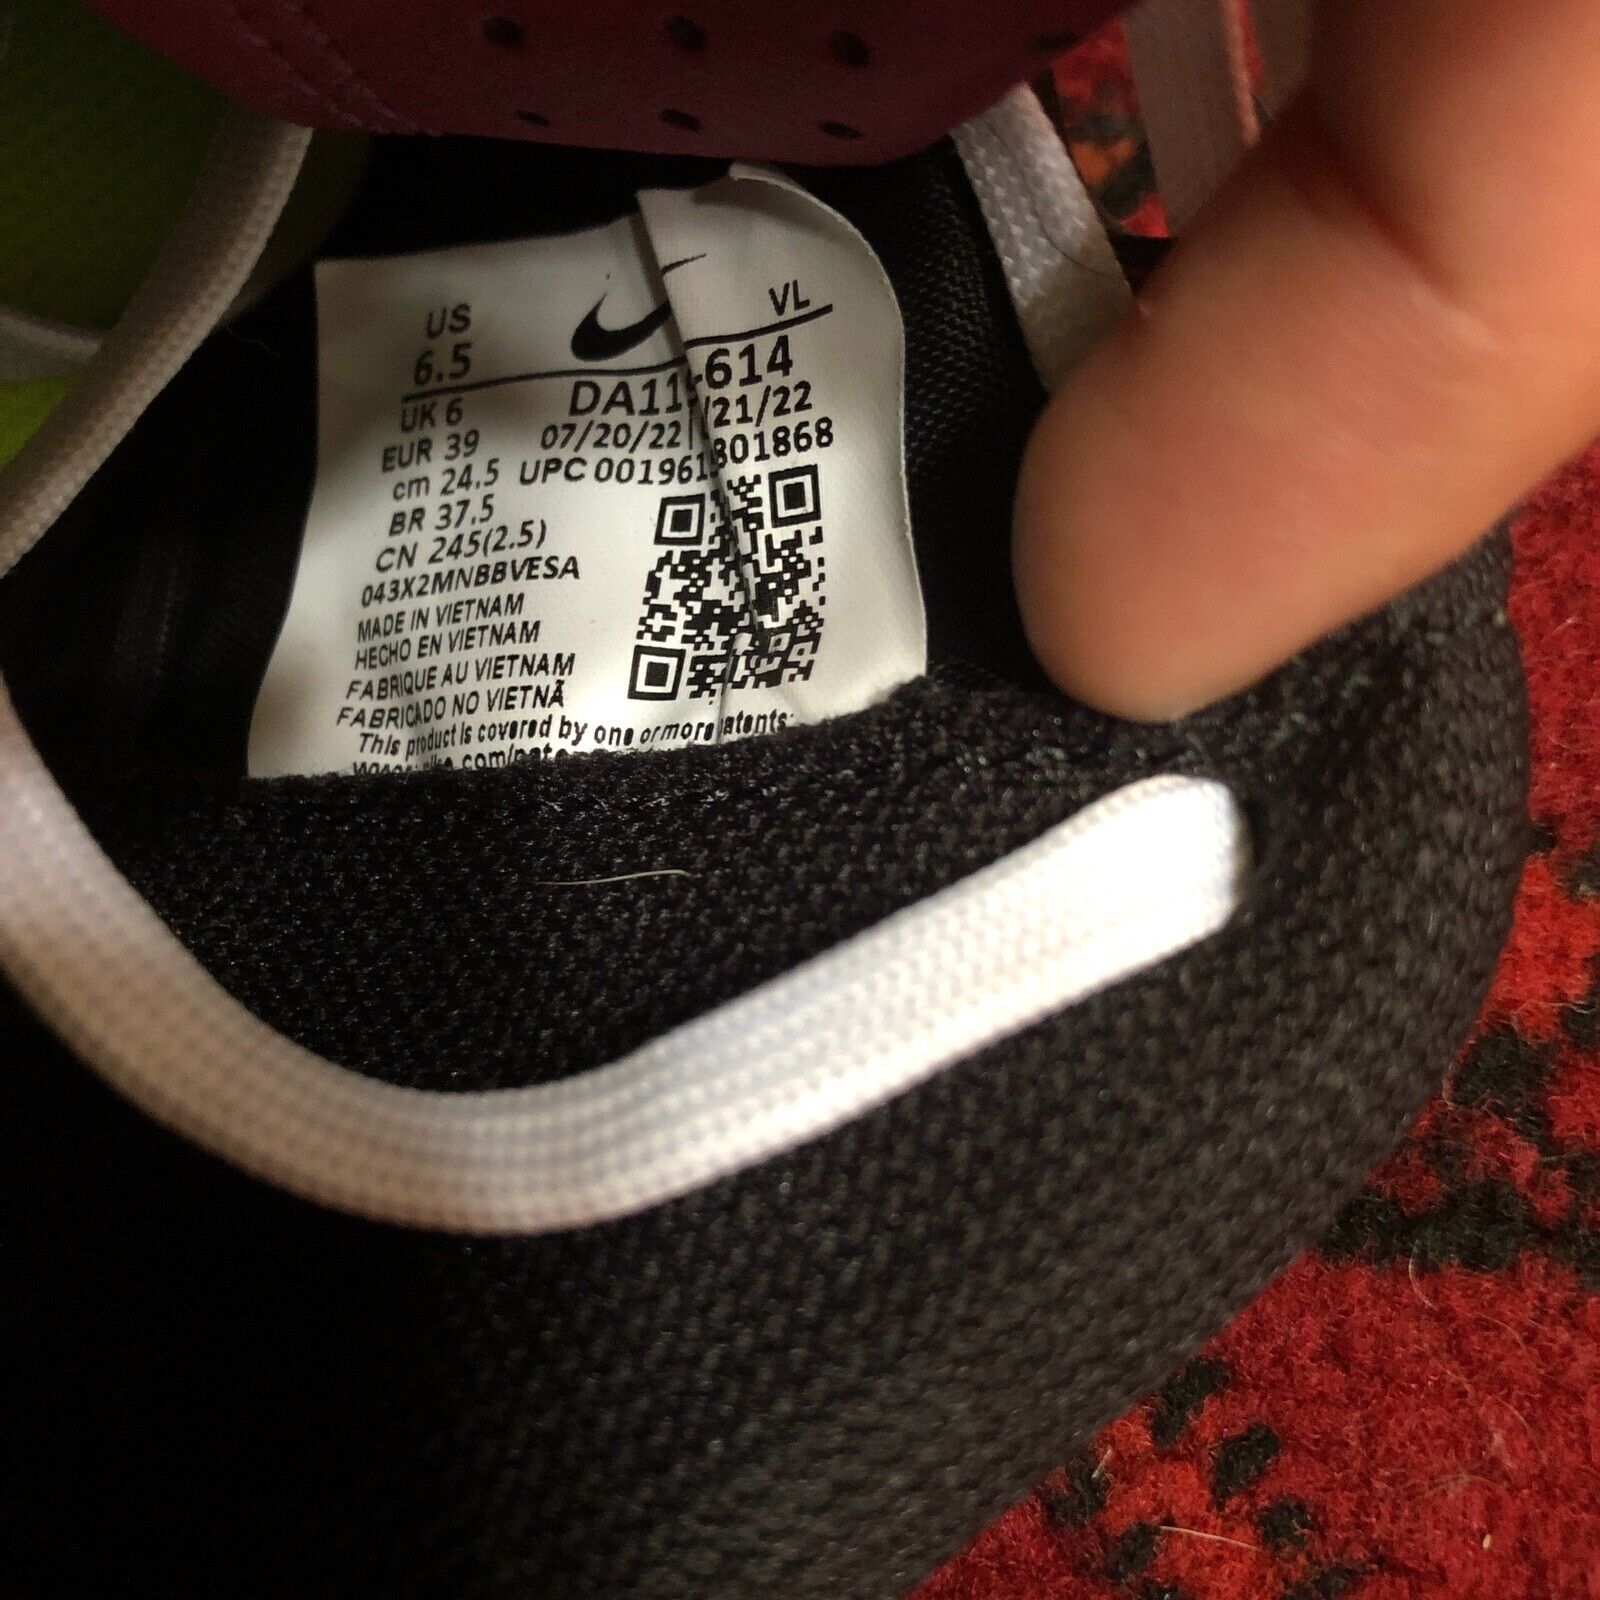 US
6.5
VL
UK 6
EUR 39
cm 24.5
BR 37.5
CN 245(2.5)
043X2MNBBVESA
MADE IN VIETNAM
HECHO EN VIETNAM
FABRIQUE AU VIETNAM
FABRICADO NO VIETNÃ
614
07/20/22
21/22
UPC 001961
801868
This product is covered by one or more patents: